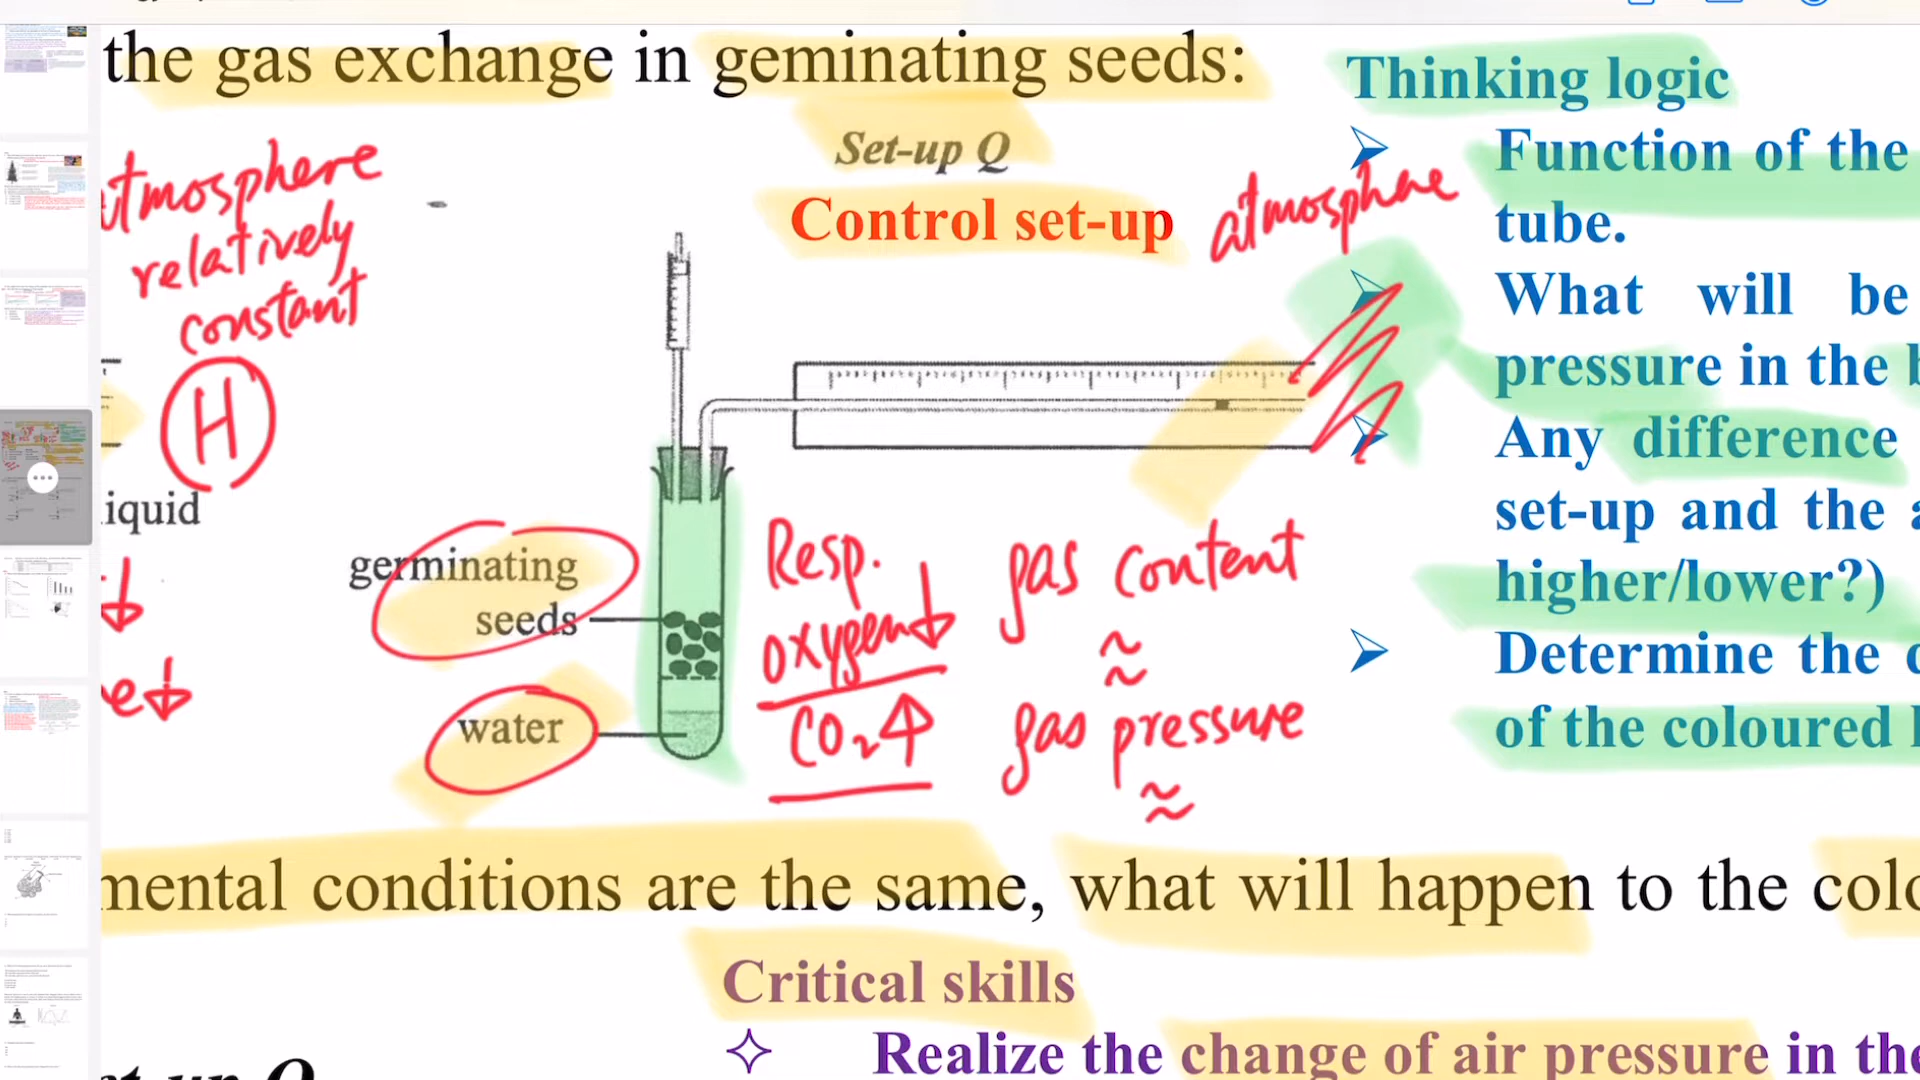 the gas exchange in geminating seeds:
Set-up Q
Control set-up
atmosphere
relatively
constant
H
iquid
atmosphere
germinating
seeds
water
Resp.
oxygen↓
CO₂↑
gas content
≈
gas pressure
≈
Thinking logic
➢ Function of the
tube.
➢ What will be
pressure in the b
➢ Any difference
set-up and the a
higher/lower?)
➢ Determine the
of the coloured l
mental conditions are the same, what will happen to the colo
Critical skills
✧ Realize the change of air pressure in the
et-up Q